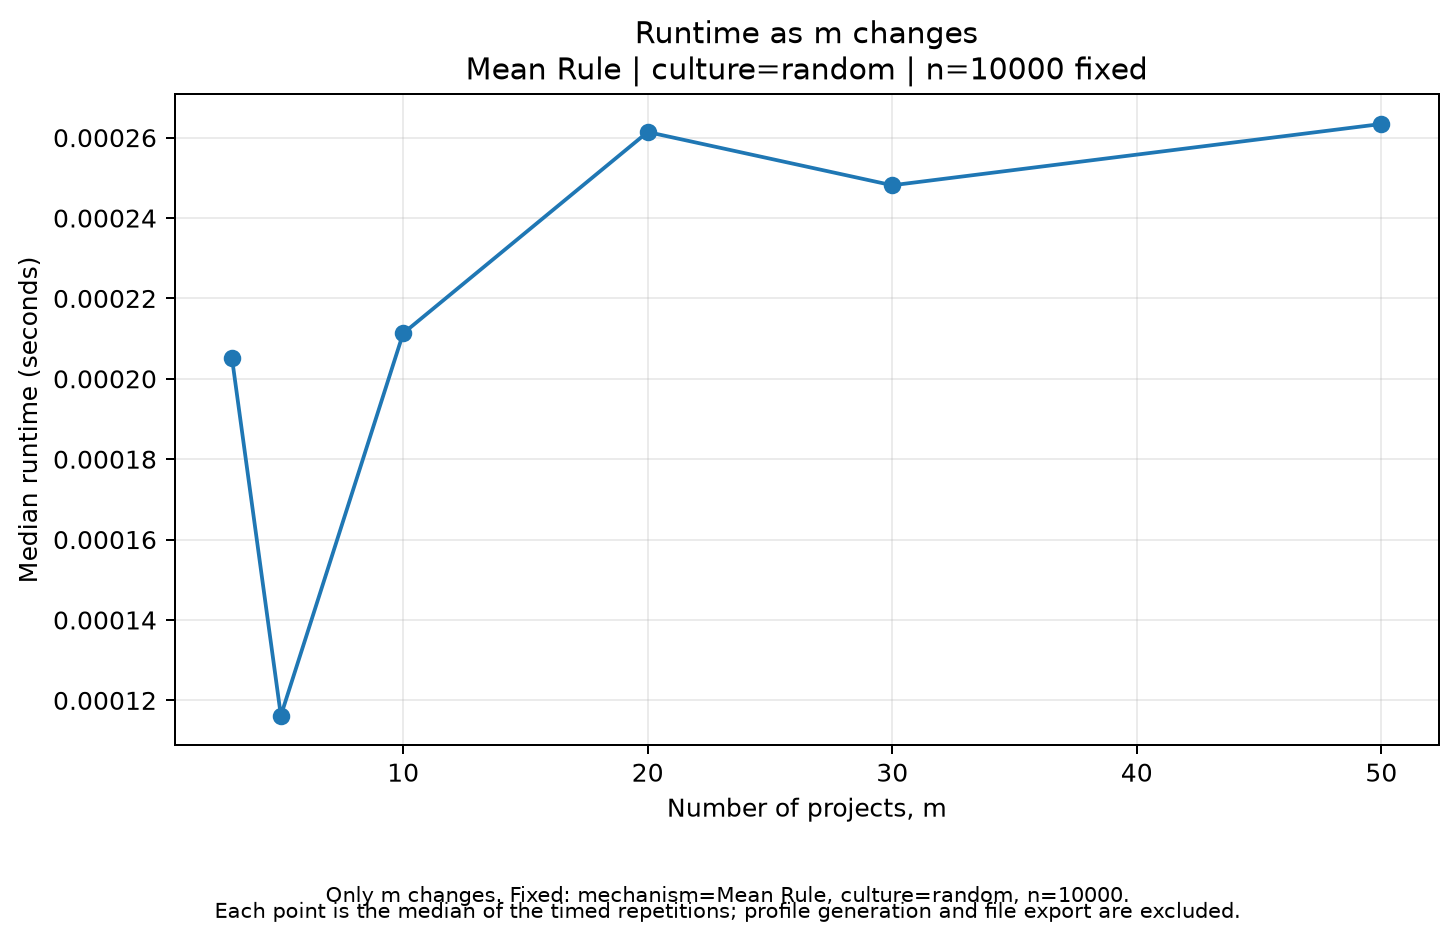 Runtime as m changes
Mean Rule | culture=random | n=10000 fixed
Median runtime (seconds)
0.00026
0.00024
0.00022
0.00020
0.00018
0.00016
0.00014
0.00012
10 20 30 40 50
Number of projects, m
Only m changes. Fixed: mechanism=Mean Rule, culture=random, n=10000.
Each point is the median of the timed repetitions; profile generation and file export are excluded.